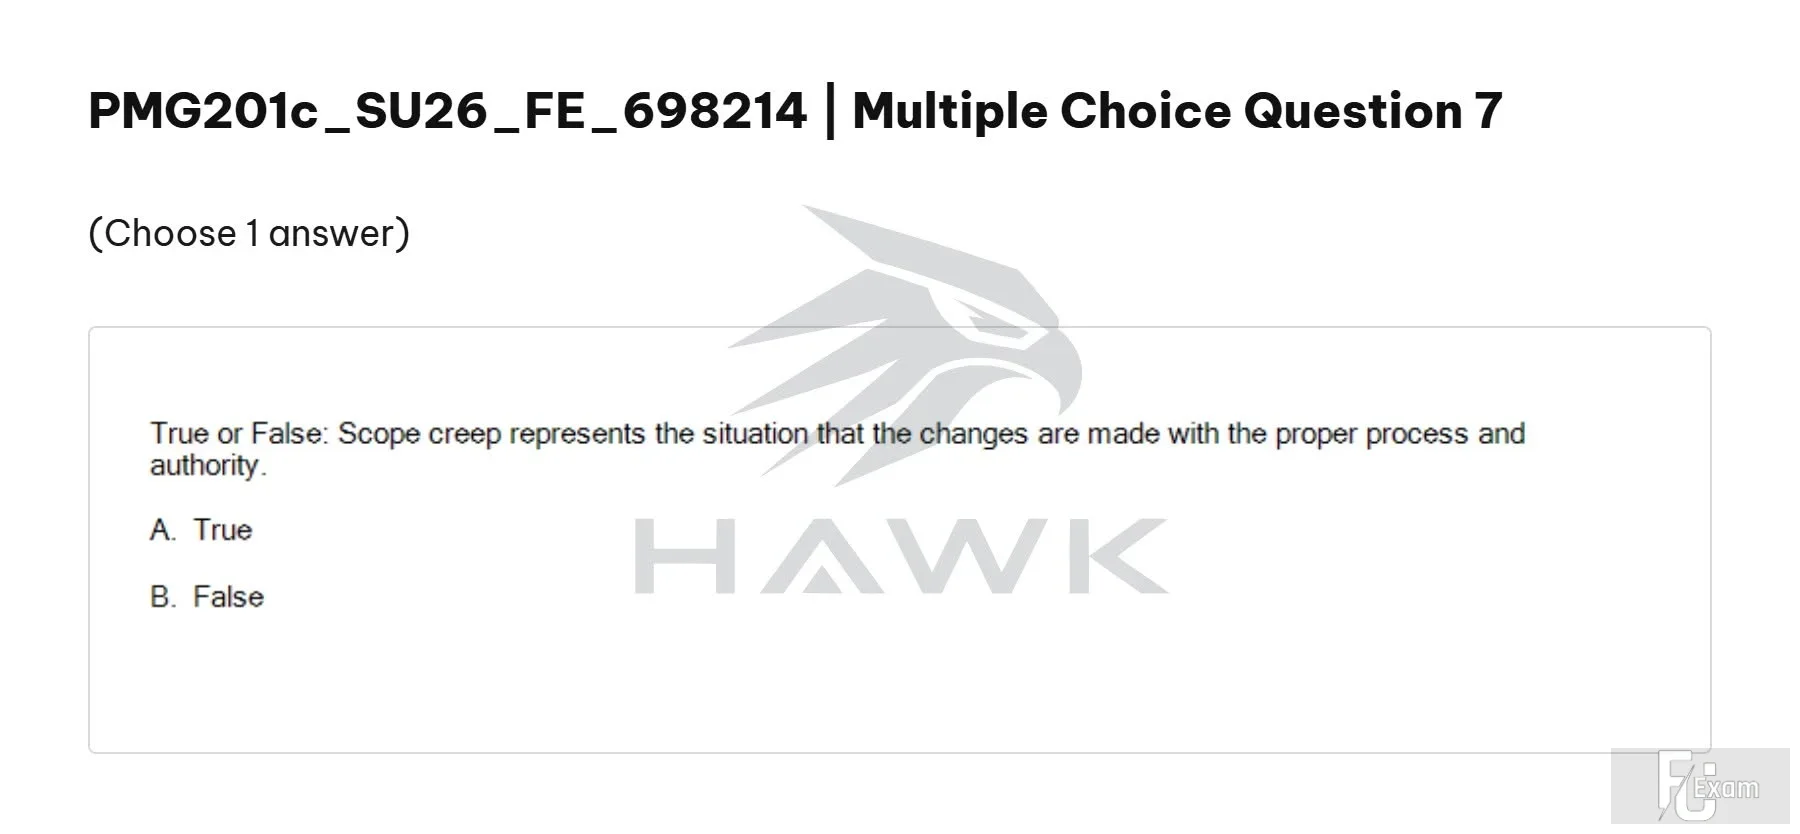 PMG201c_SU26_FE_698214 | Multiple Choice Question 7
(Choose 1 answer)
True or False: Scope creep represents the situation that the changes are made with the proper process and
authority.
A. True
B. False
HAWK
FC Exam